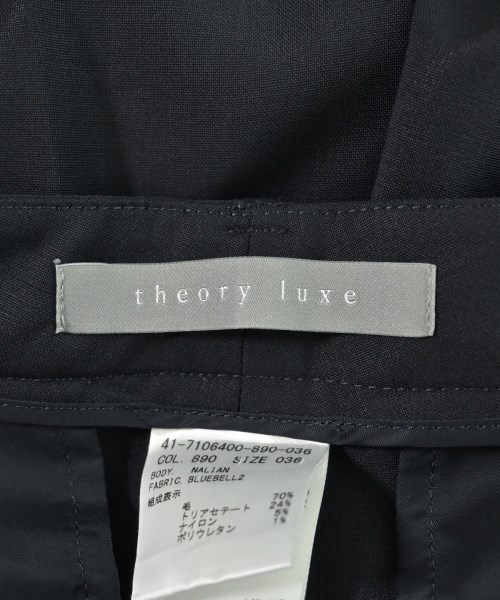 theory luxe
41-7106400-890-036
COL. 890 SIZE 036
BODY. NALIAN
FABRIC. BLUEBELL2
組成表示
毛 70%
トリアセテート 24%
ナイロン 5%
ポリウレタン 1%